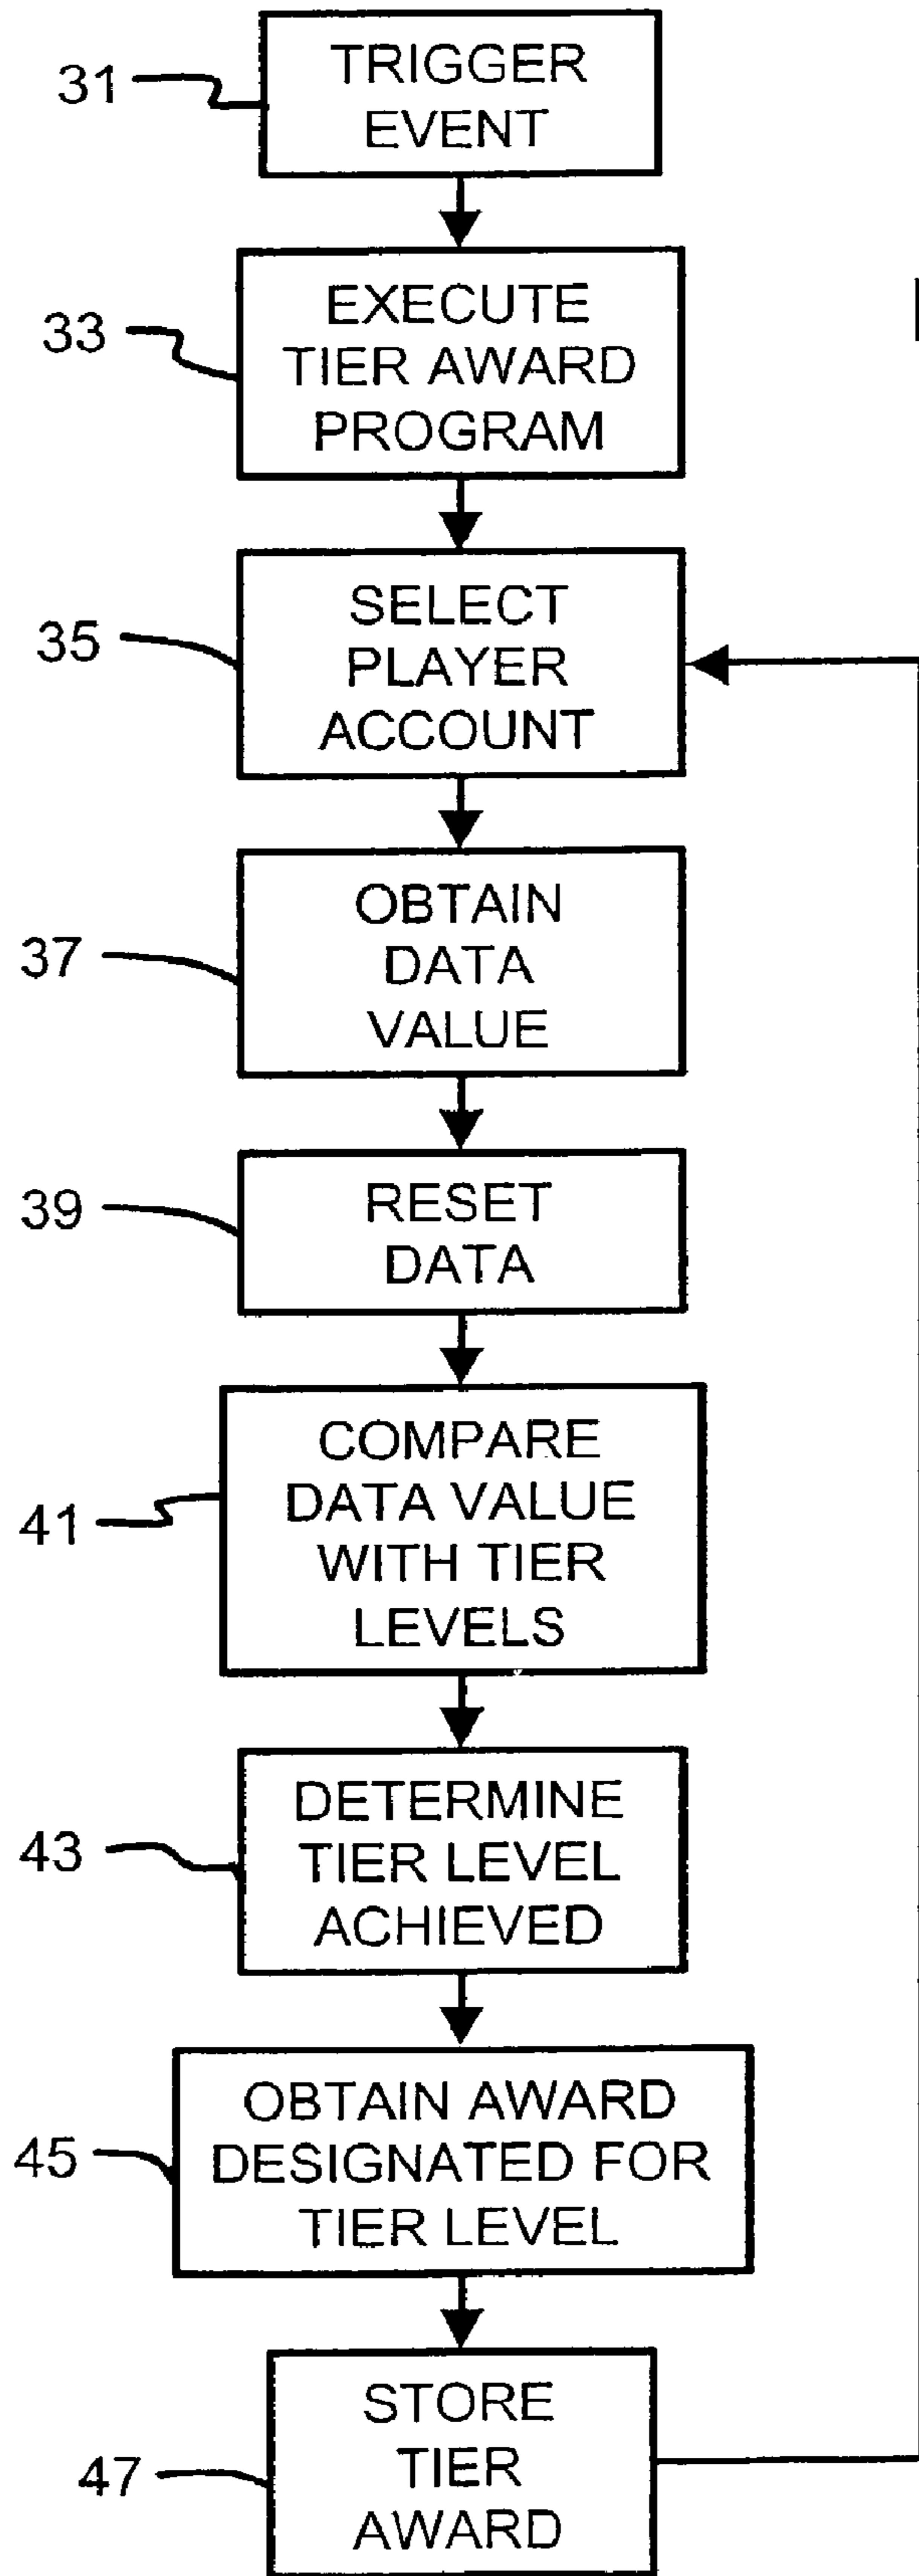 31
TRIGGER
EVENT
33
EXECUTE
TIER AWARD
PROGRAM
35
SELECT
PLAYER
ACCOUNT
37
OBTAIN
DATA
VALUE
39
RESET
DATA
41
COMPARE
DATA VALUE
WITH TIER
LEVELS
43
DETERMINE
TIER LEVEL
ACHIEVED
45
OBTAIN AWARD
DESIGNATED FOR
TIER LEVEL
47
STORE
TIER
AWARD